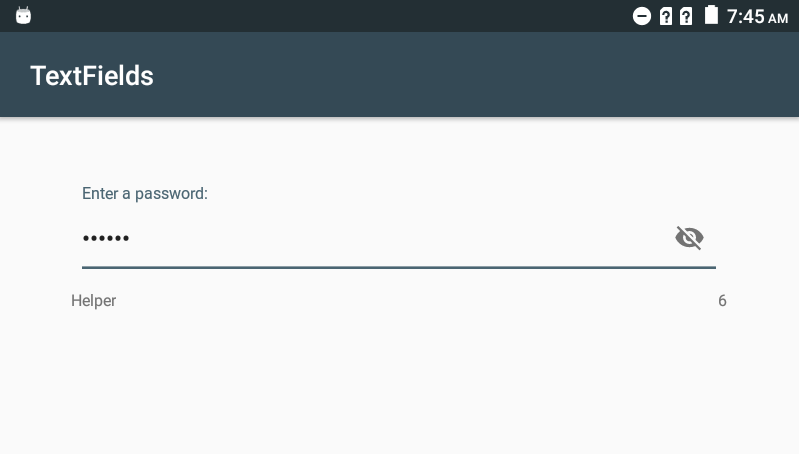 7:45 AM
TextFields
Enter a password:
••••••
Helper 6